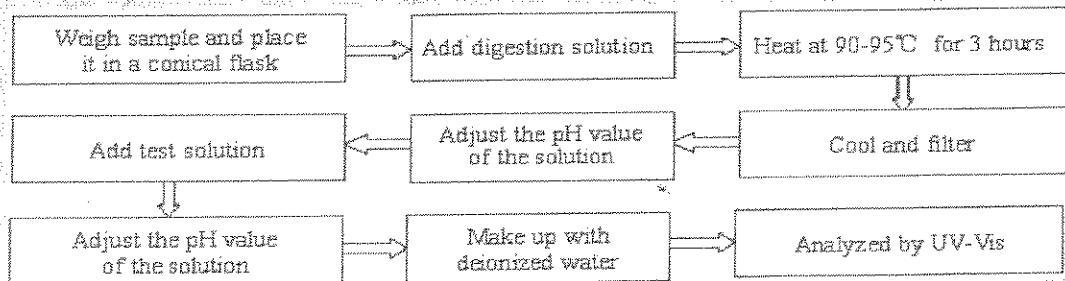 Weigh sample and place
it in a conical flask
Add digestion solution
Heat at 90-95℃ for 3 hours
Cool and filter
Adjust the pH value
of the solution
Add test solution
Adjust the pH value
of the solution
Make up with
deionized water
Analyzed by UV-Vis